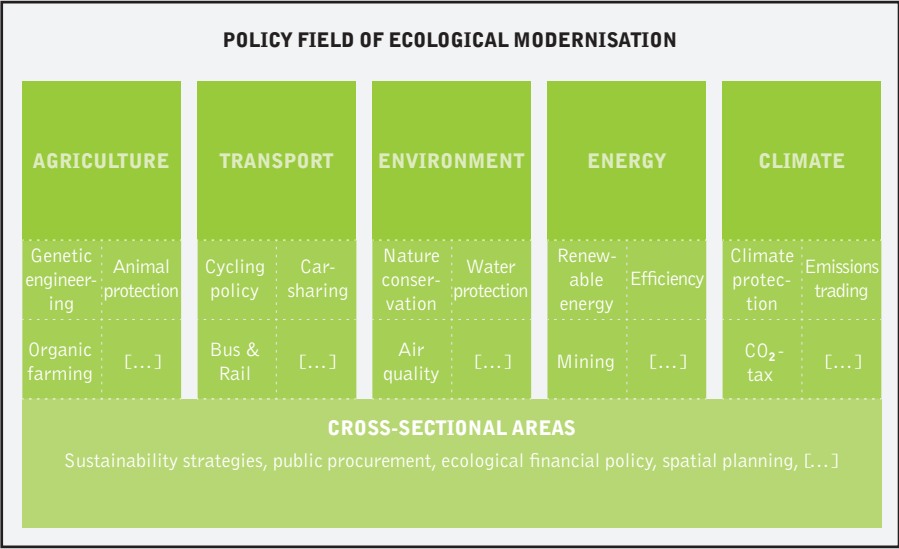 POLICY FIELD OF ECOLOGICAL MODERNISATION
AGRICULTURE
TRANSPORT
ENVIRONMENT
ENERGY
CLIMATE
Genetic
engineer-
ing
Animal
protection
Cycling
policy
Car-
sharing
Nature
conser-
vation
Water
protection
Renew-
able
energy
Efficiency
Climate
protec-
tion
Emissions
trading
Organic
farming
[...]
Bus &
Rail
[...]
Air
quality
[...]
Mining
[...]
CO₂-
tax
[...]
CROSS-SECTIONAL AREAS
Sustainability strategies, public procurement, ecological financial policy, spatial planning, [...]